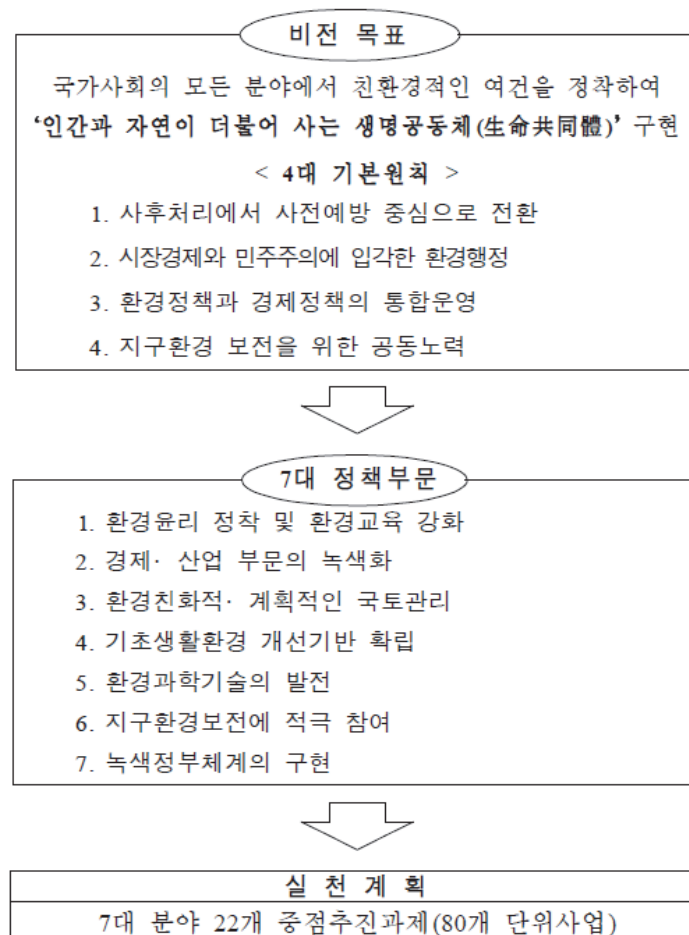 비전 목표
국가사회의 모든 분야에서 친환경적인 여건을 정착하여
‘인간과 자연이 더불어 사는 생명공동체(生命共同體)’ 구현
< 4대 기본원칙 >
1. 사후처리에서 사전예방 중심으로 전환
2. 시장경제와 민주주의에 입각한 환경행정
3. 환경정책과 경제정책의 통합운영
4. 지구환경 보전을 위한 공동노력
7대 정책부문
1. 환경윤리 정착 및 환경교육 강화
2. 경제· 산업 부문의 녹색화
3. 환경친화적· 계획적인 국토관리
4. 기초생활환경 개선기반 확립
5. 환경과학기술의 발전
6. 지구환경보전에 적극 참여
7. 녹색정부체계의 구현
실 천 계 획
7대 분야 22개 중점추진과제(80개 단위사업)